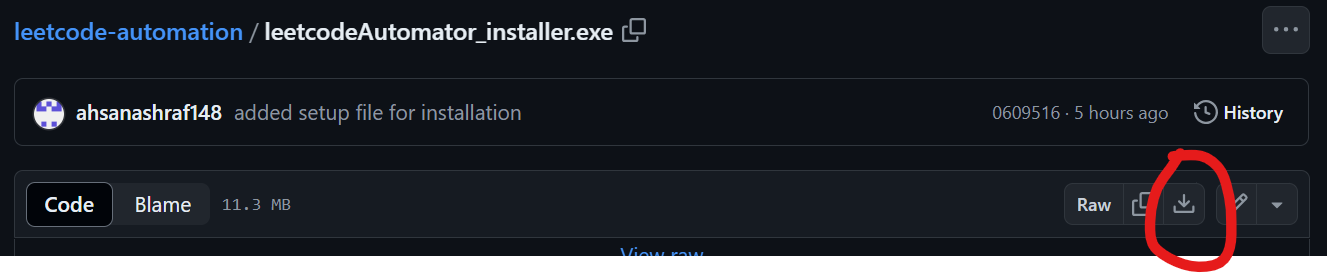 leetcode-automation / leetcodeAutomator_installer.exe
ahsanashraf148 added setup file for installation 0609516 · 5 hours ago History
Code Blame 11.3 MB Raw
View raw